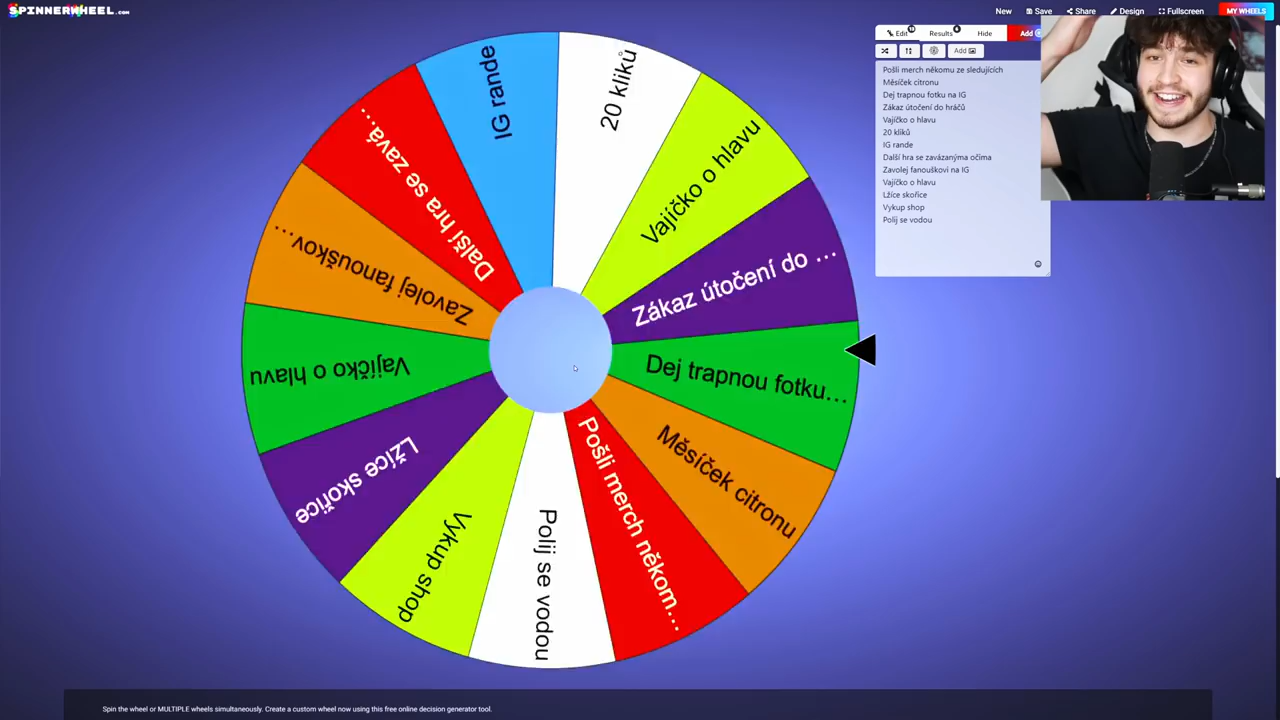 SPINNERWHEEL.COM
New Save Share Design Fullscreen MY WHEELS
Edit Results Hide Add
Add
Pošli merch někomu ze sledujících
Měsíček citronu
Dej trapnou fotku na IG
Zákaz útočení do hráčů
Vajíčko o hlavu
20 kliků
IG rande
Další hra se zavázanýma očima
Zavolej fanouškovi na IG
Vajíčko o hlavu
Lžíce skořice
Vykup shop
Polij se vodou
IG rande
20 kliků
Vajíčko o hlavu
Zákaz útočení do ...
Dej trapnou fotku...
Měsíček citronu
Pošli merch někom...
Polij se vodou
Vykup shop
Lžíce skořice
Vajíčko o hlavu
Zavolej fanouškov...
Další hra se zavá...
Spin the wheel or MULTIPLE wheels simultaneously. Create a custom wheel now using this free online decision generator tool.